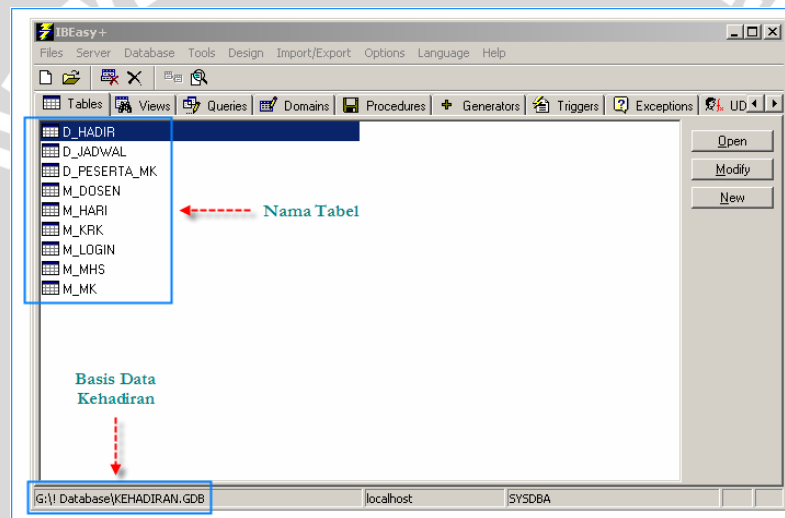 IBEasy+
Files Server Database Tools Design Import/Export Options Language Help
Tables Views Queries Domains Procedures Generators Triggers Exceptions UD
D_HADIR
D_JADWAL
D_PESERTA_MK
M_DOSEN
M_HARI
M_KRK
M_LOGIN
M_MHS
M_MK
Open
Modify
New
Nama Tabel
Basis Data
Kehadiran
G:\! Database\KEHADIRAN.GDB localhost SYSDBA